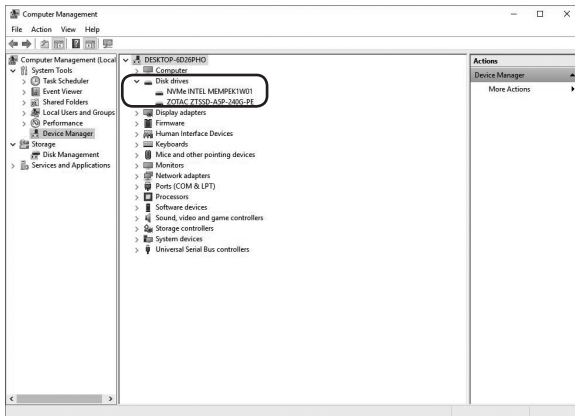 Computer Management
File Action View Help
Computer Management (Local
System Tools
Task Scheduler
Event Viewer
Shared Folders
Local Users and Groups
Performance
Device Manager
Storage
Disk Management
Services and Applications
DESKTOP-6D26PHO
Computer
Disk drives
NVMe INTEL MEMPEK1W01
ZOTAC ZTSSD-A5P-240G-PE
Display adapters
Firmware
Human Interface Devices
Keyboards
Mice and other pointing devices
Monitors
Network adapters
Ports (COM & LPT)
Processors
Software devices
Sound, video and game controllers
Storage controllers
System devices
Universal Serial Bus controllers
Actions
Device Manager
More Actions